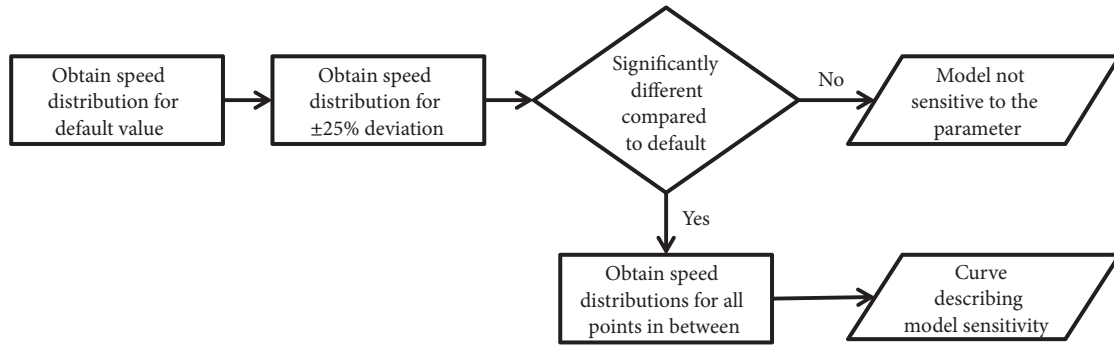 Obtain speed
distribution for
default value
Obtain speed
distribution for
±25% deviation
Significantly
different
compared
to default
No
Model not
sensitive to the
parameter
Yes
Obtain speed
distributions for all
points in between
Curve
describing
model sensitivity